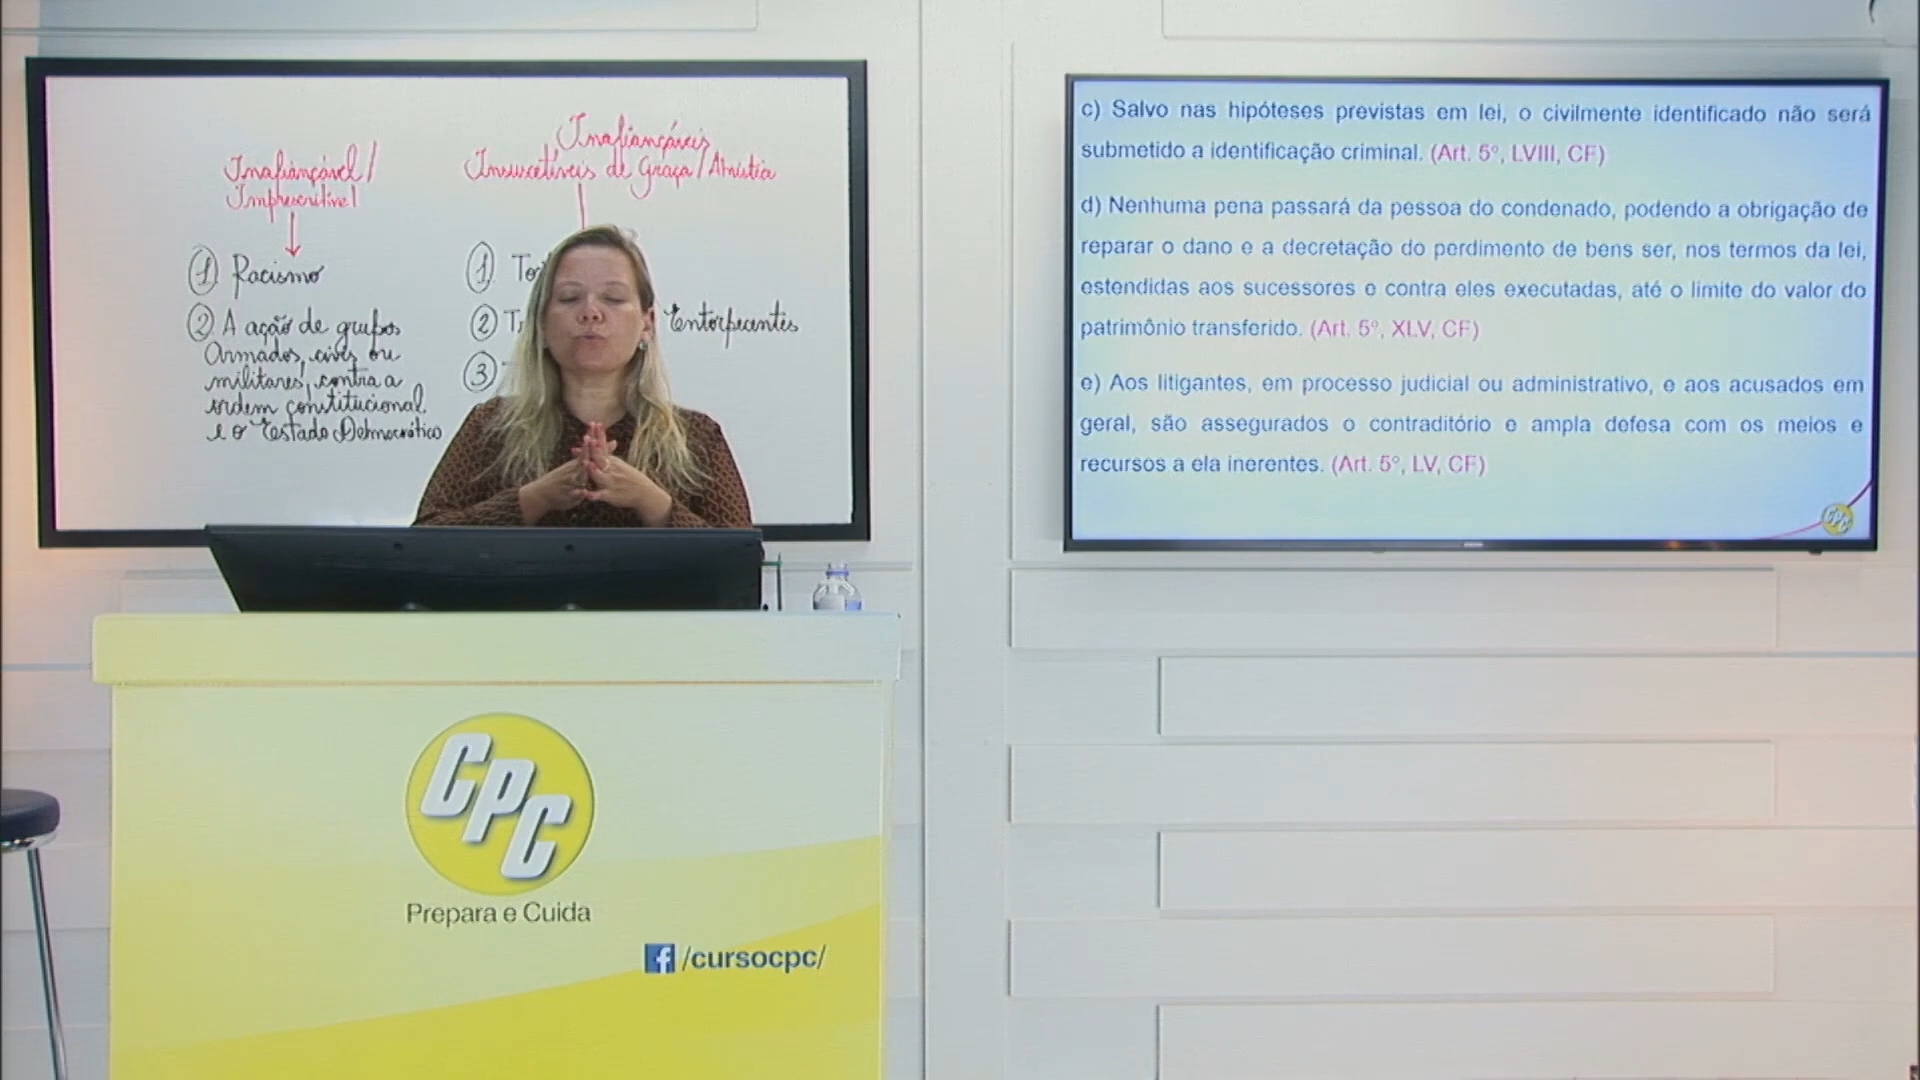 Inafiançável /
Imprescritível
① Racismo
② A ação de grupos
Armados, civis ou
militares, contra a
ordem constitucional
e o Estado Democrático
Inafiançáveis
Insuscetíveis de Graça / Anistia
①
② Entorpecentes
③
c) Salvo nas hipóteses previstas em lei, o civilmente identificado não será
submetido a identificação criminal. (Art. 5º, LVIII, CF)
d) Nenhuma pena passará da pessoa do condenado, podendo a obrigação de
reparar o dano e a decretação do perdimento de bens ser, nos termos da lei,
estendidas aos sucessores e contra eles executadas, até o limite do valor do
patrimônio transferido. (Art. 5º, XLV, CF)
e) Aos litigantes, em processo judicial ou administrativo, e aos acusados em
geral, são assegurados o contraditório e ampla defesa com os meios e
recursos a ela inerentes. (Art. 5º, LV, CF)
CPC
CPC
Prepara e Cuida
f /cursocpc/